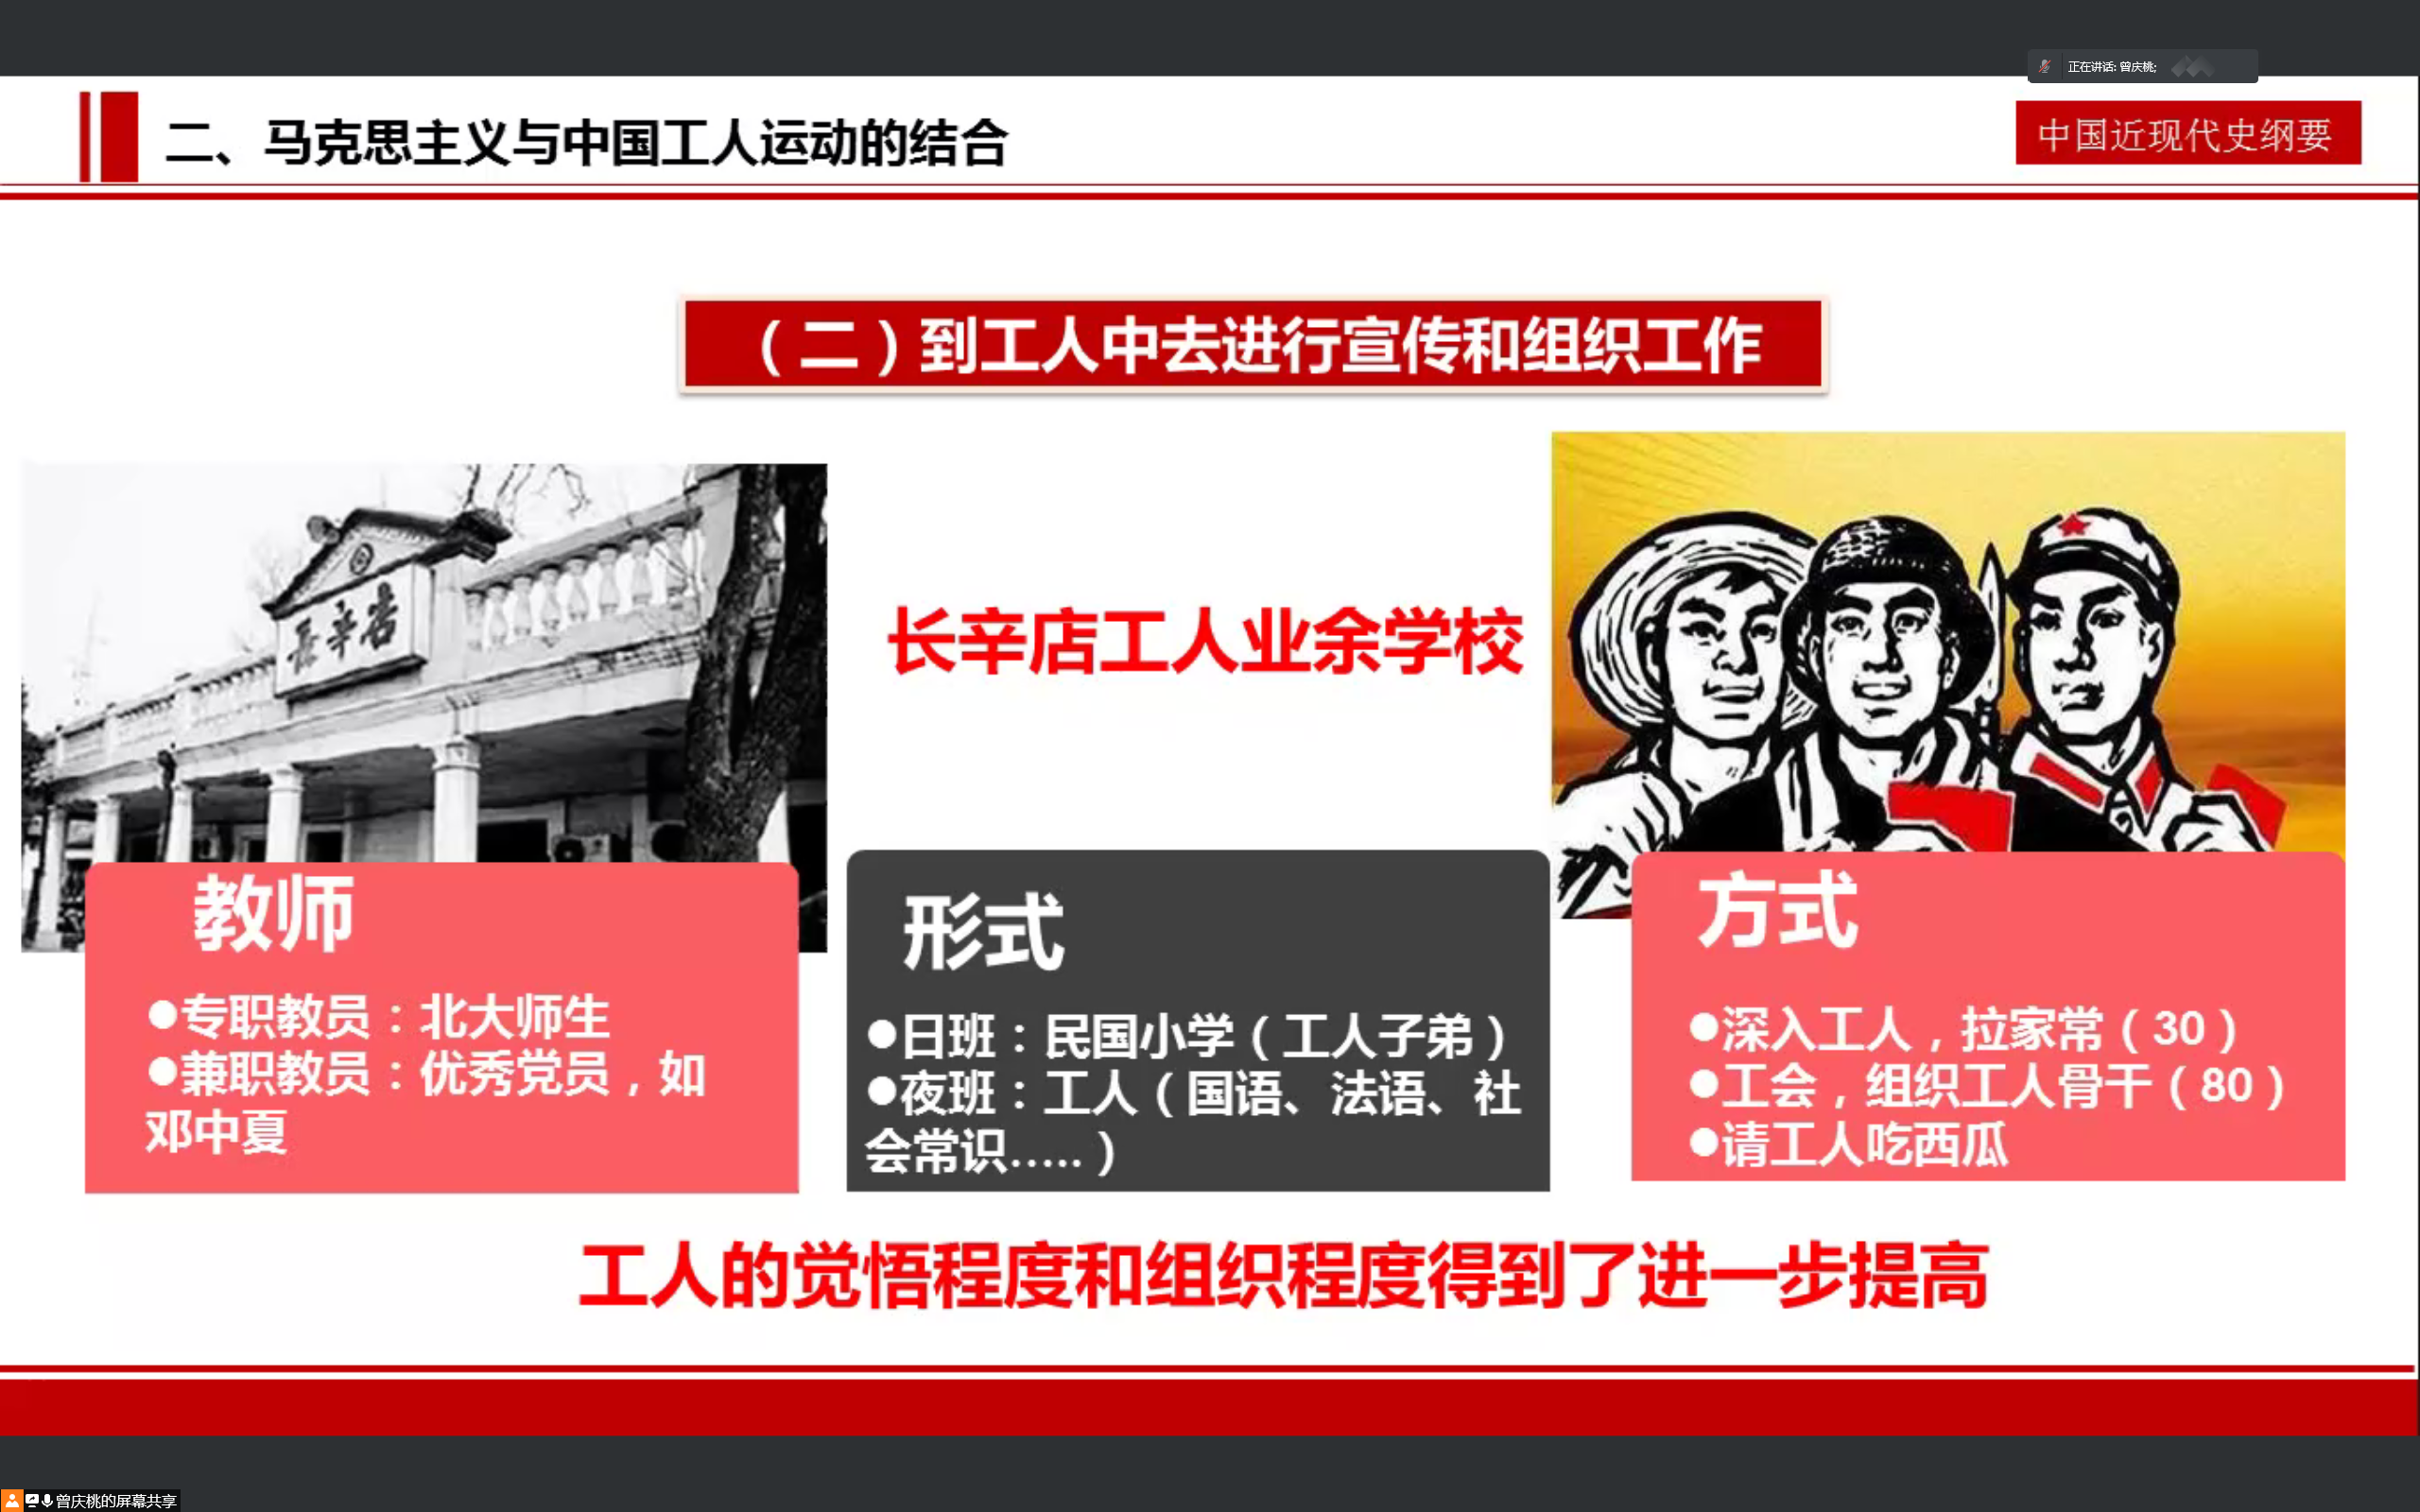 正在讲话: 曾庆桃;
二、马克思主义与中国工人运动的结合
中国近现代史纲要
（二）到工人中去进行宣传和组织工作
長辛店
长辛店工人业余学校
教师
●专职教员：北大师生
●兼职教员：优秀党员，如
邓中夏
形式
●日班：民国小学（工人子弟）
●夜班：工人（国语、法语、社
会常识.....）
方式
●深入工人，拉家常（30）
●工会，组织工人骨干（80）
●请工人吃西瓜
工人的觉悟程度和组织程度得到了进一步提高
曾庆桃的屏幕共享